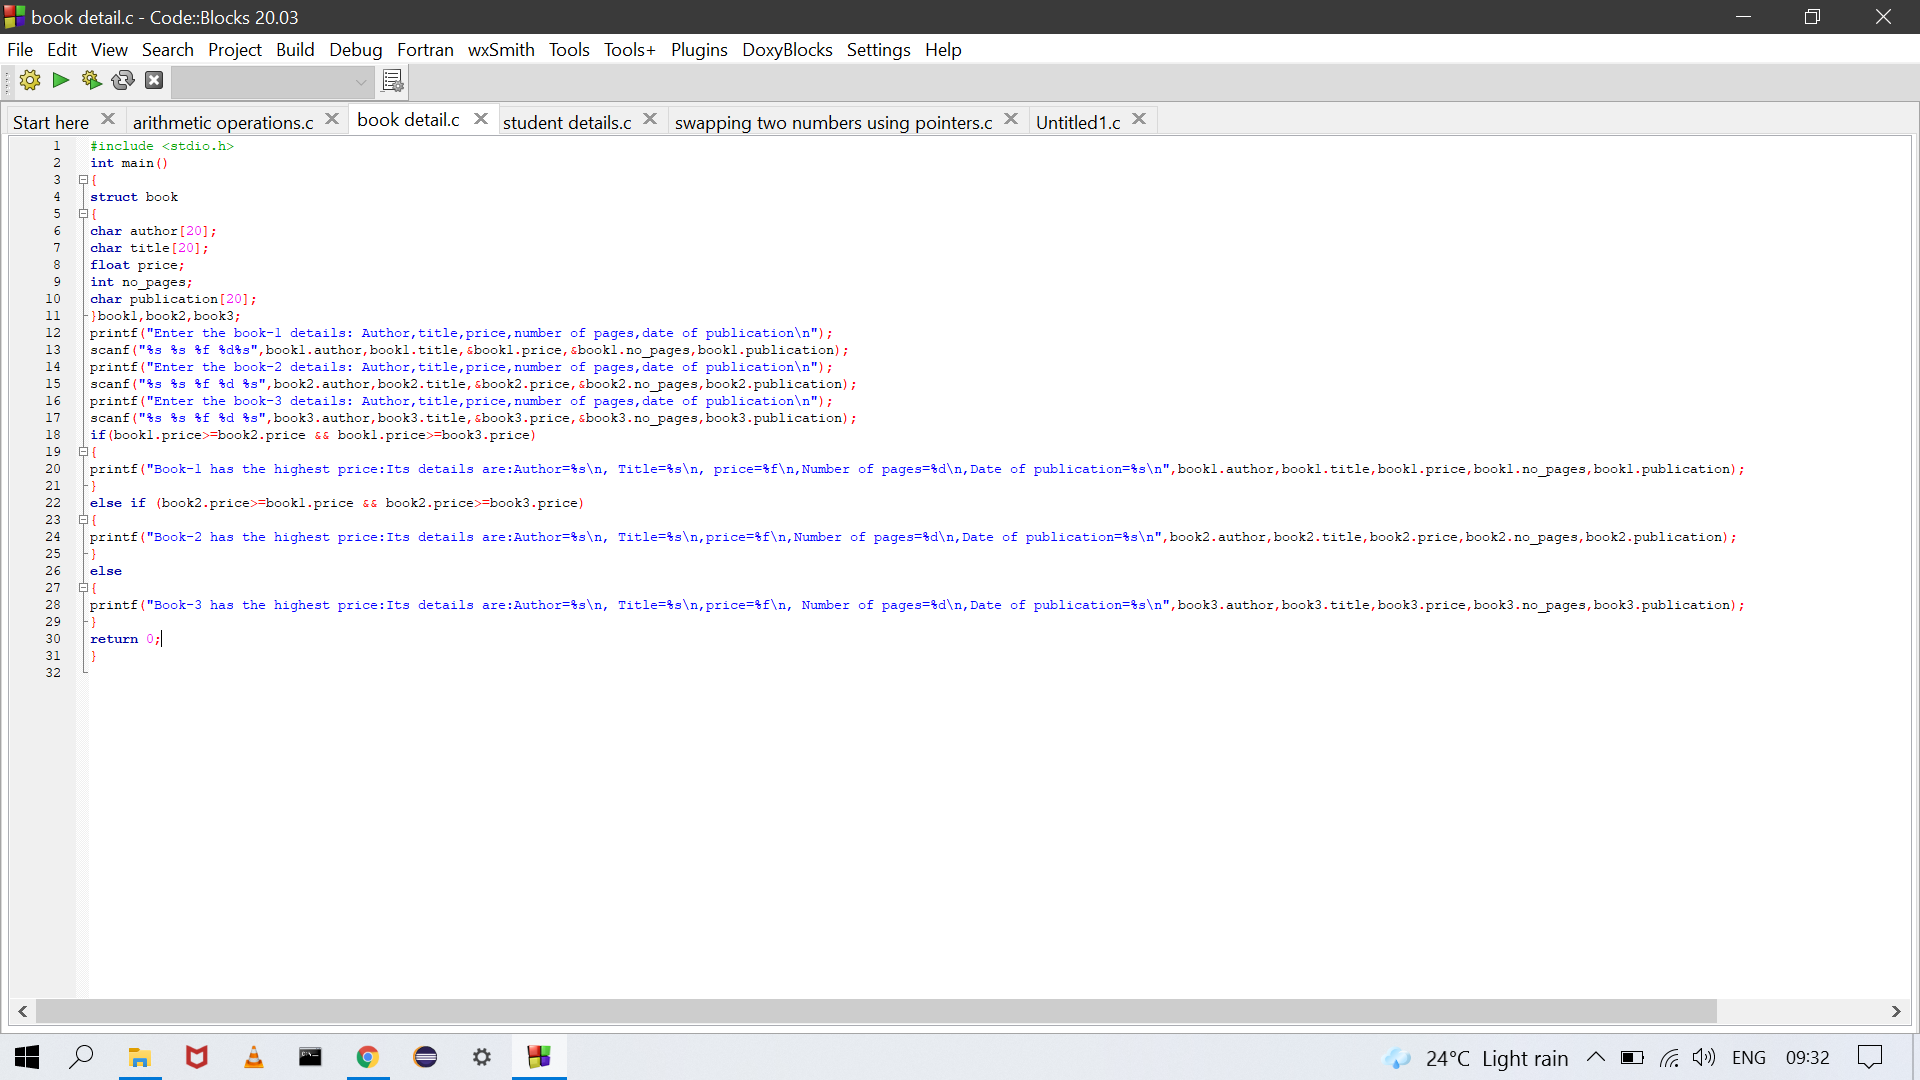 book detail.c - Code::Blocks 20.03
File Edit View Search Project Build Debug Fortran wxSmith Tools Tools+ Plugins DoxyBlocks Settings Help
Start here arithmetic operations.c book detail.c student details.c swapping two numbers using pointers.c Untitled1.c
1 #include <stdio.h>
2 int main()
3 {
4 struct book
5 {
6 char author[20];
7 char title[20];
8 float price;
9 int no_pages;
10 char publication[20];
11 }book1,book2,book3;
12 printf("Enter the book-1 details: Author,title,price,number of pages,date of publication\n");
13 scanf("%s %s %f %d%s",book1.author,book1.title,&book1.price,&book1.no_pages,book1.publication);
14 printf("Enter the book-2 details: Author,title,price,number of pages,date of publication\n");
15 scanf("%s %s %f %d %s",book2.author,book2.title,&book2.price,&book2.no_pages,book2.publication);
16 printf("Enter the book-3 details: Author,title,price,number of pages,date of publication\n");
17 scanf("%s %s %f %d %s",book3.author,book3.title,&book3.price,&book3.no_pages,book3.publication);
18 if(book1.price>=book2.price && book1.price>=book3.price)
19 {
20 printf("Book-1 has the highest price:Its details are:Author=%s\n, Title=%s\n, price=%f\n,Number of pages=%d\n,Date of publication=%s\n",book1.author,book1.title,book1.price,book1.no_pages,book1.publication);
21 }
22 else if (book2.price>=book1.price && book2.price>=book3.price)
23 {
24 printf("Book-2 has the highest price:Its details are:Author=%s\n, Title=%s\n,price=%f\n,Number of pages=%d\n,Date of publication=%s\n",book2.author,book2.title,book2.price,book2.no_pages,book2.publication);
25 }
26 else
27 {
28 printf("Book-3 has the highest price:Its details are:Author=%s\n, Title=%s\n,price=%f\n, Number of pages=%d\n,Date of publication=%s\n",book3.author,book3.title,book3.price,book3.no_pages,book3.publication);
29 }
30 return 0;
31 }
32
24°C Light rain ENG 09:32